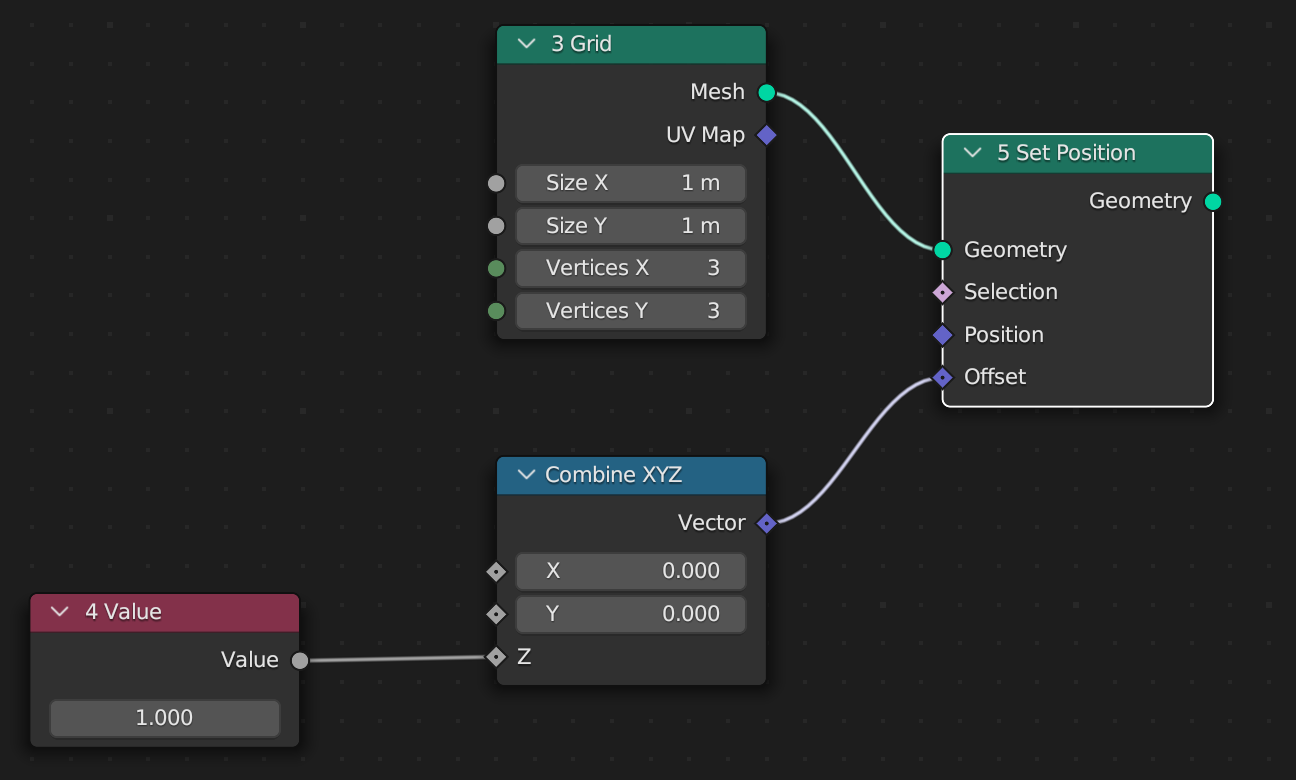 3 Grid
Mesh
UV Map
Size X 1 m
Size Y 1 m
Vertices X 3
Vertices Y 3
5 Set Position
Geometry
Geometry
Selection
Position
Offset
Combine XYZ
Vector
X 0.000
Y 0.000
Z
4 Value
Value
1.000